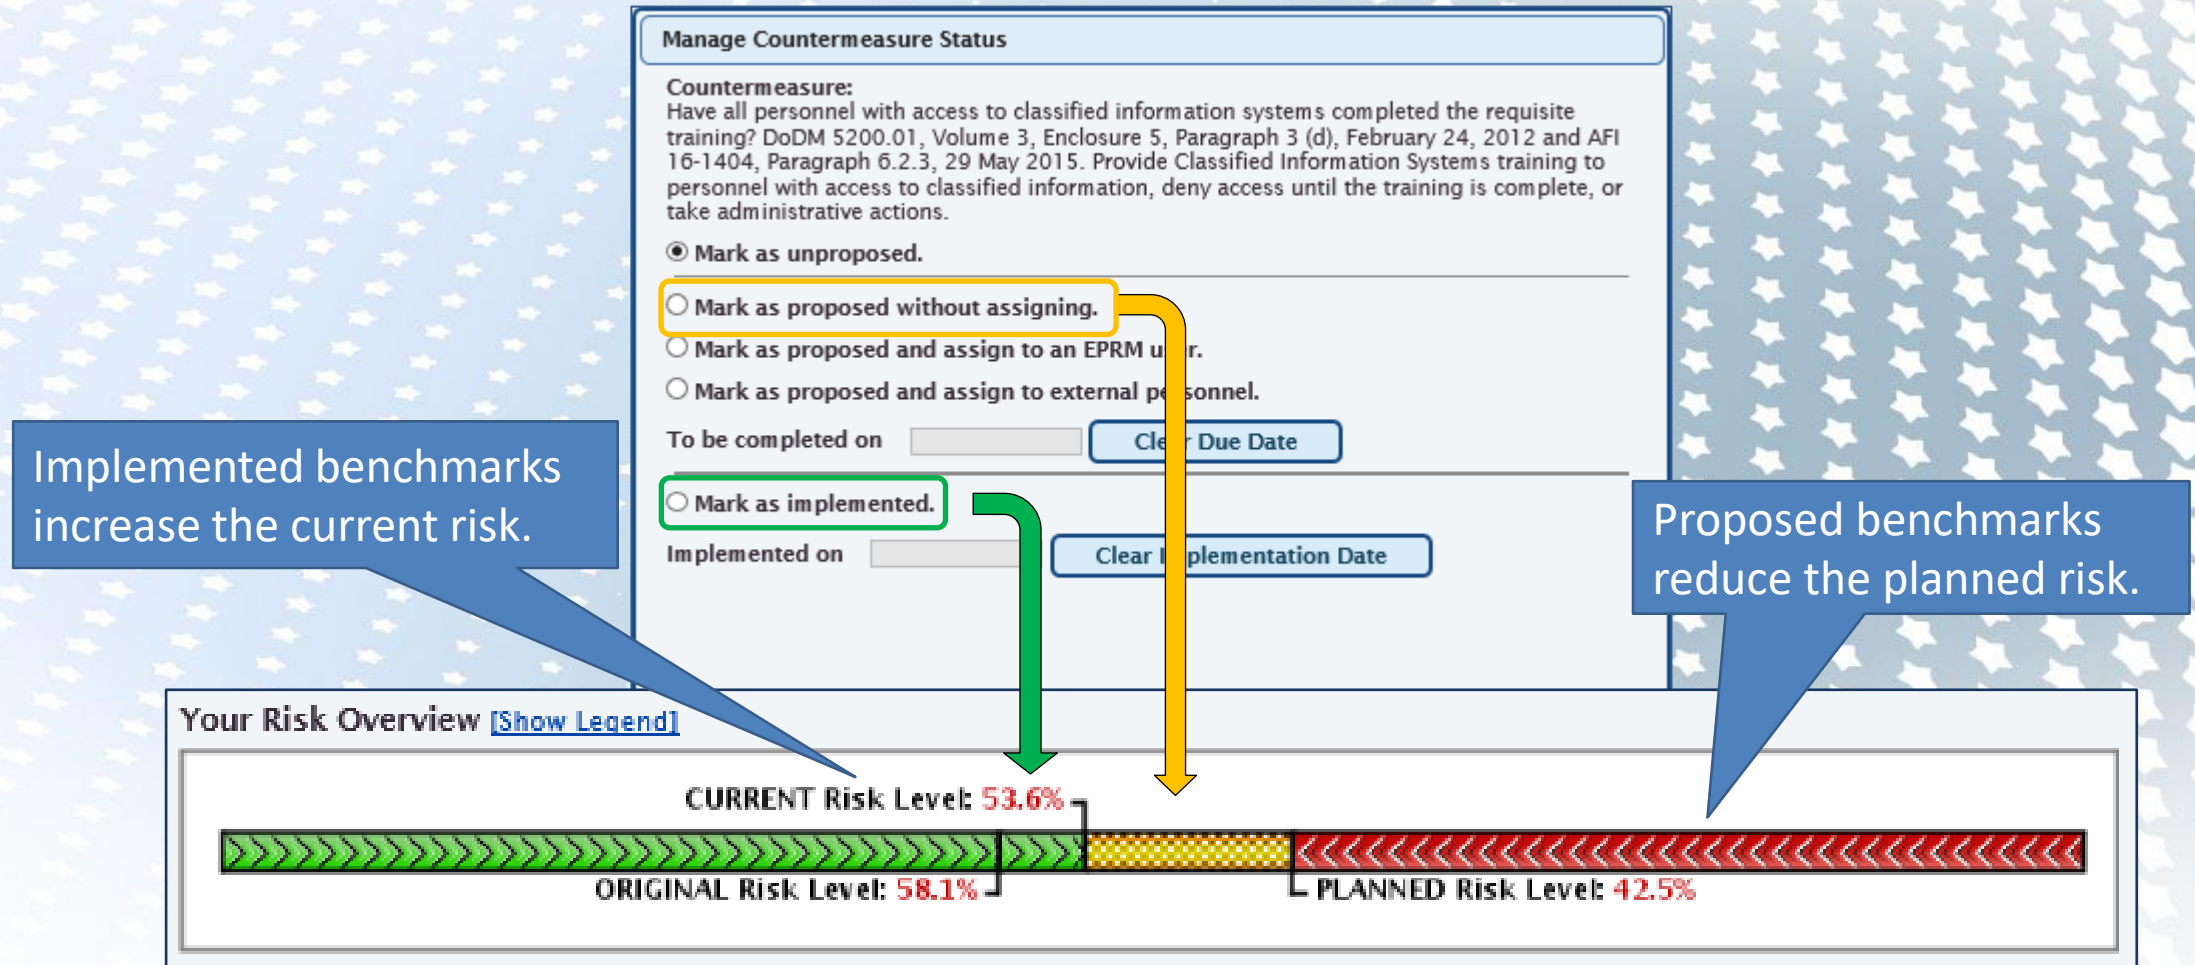 Manage Countermeasure Status
Countermeasure:
Have all personnel with access to classified information systems completed the requisite
training? DoDM 5200.01, Volume 3, Enclosure 5, Paragraph 3 (d), February 24, 2012 and AFI
16-1404, Paragraph 6.2.3, 29 May 2015. Provide Classified Information Systems training to
personnel with access to classified information, deny access until the training is complete, or
take administrative actions.
Mark as unproposed.
Mark as proposed without assigning.
Mark as proposed and assign to an EPRM user.
Mark as proposed and assign to external personnel.
To be completed on
Clear Due Date
Mark as implemented.
Implemented on
Clear Implementation Date
Implemented benchmarks
increase the current risk.
Proposed benchmarks
reduce the planned risk.
Your Risk Overview [Show Legend]
CURRENT Risk Level: 53.6%
ORIGINAL Risk Level: 58.1%
PLANNED Risk Level: 42.5%